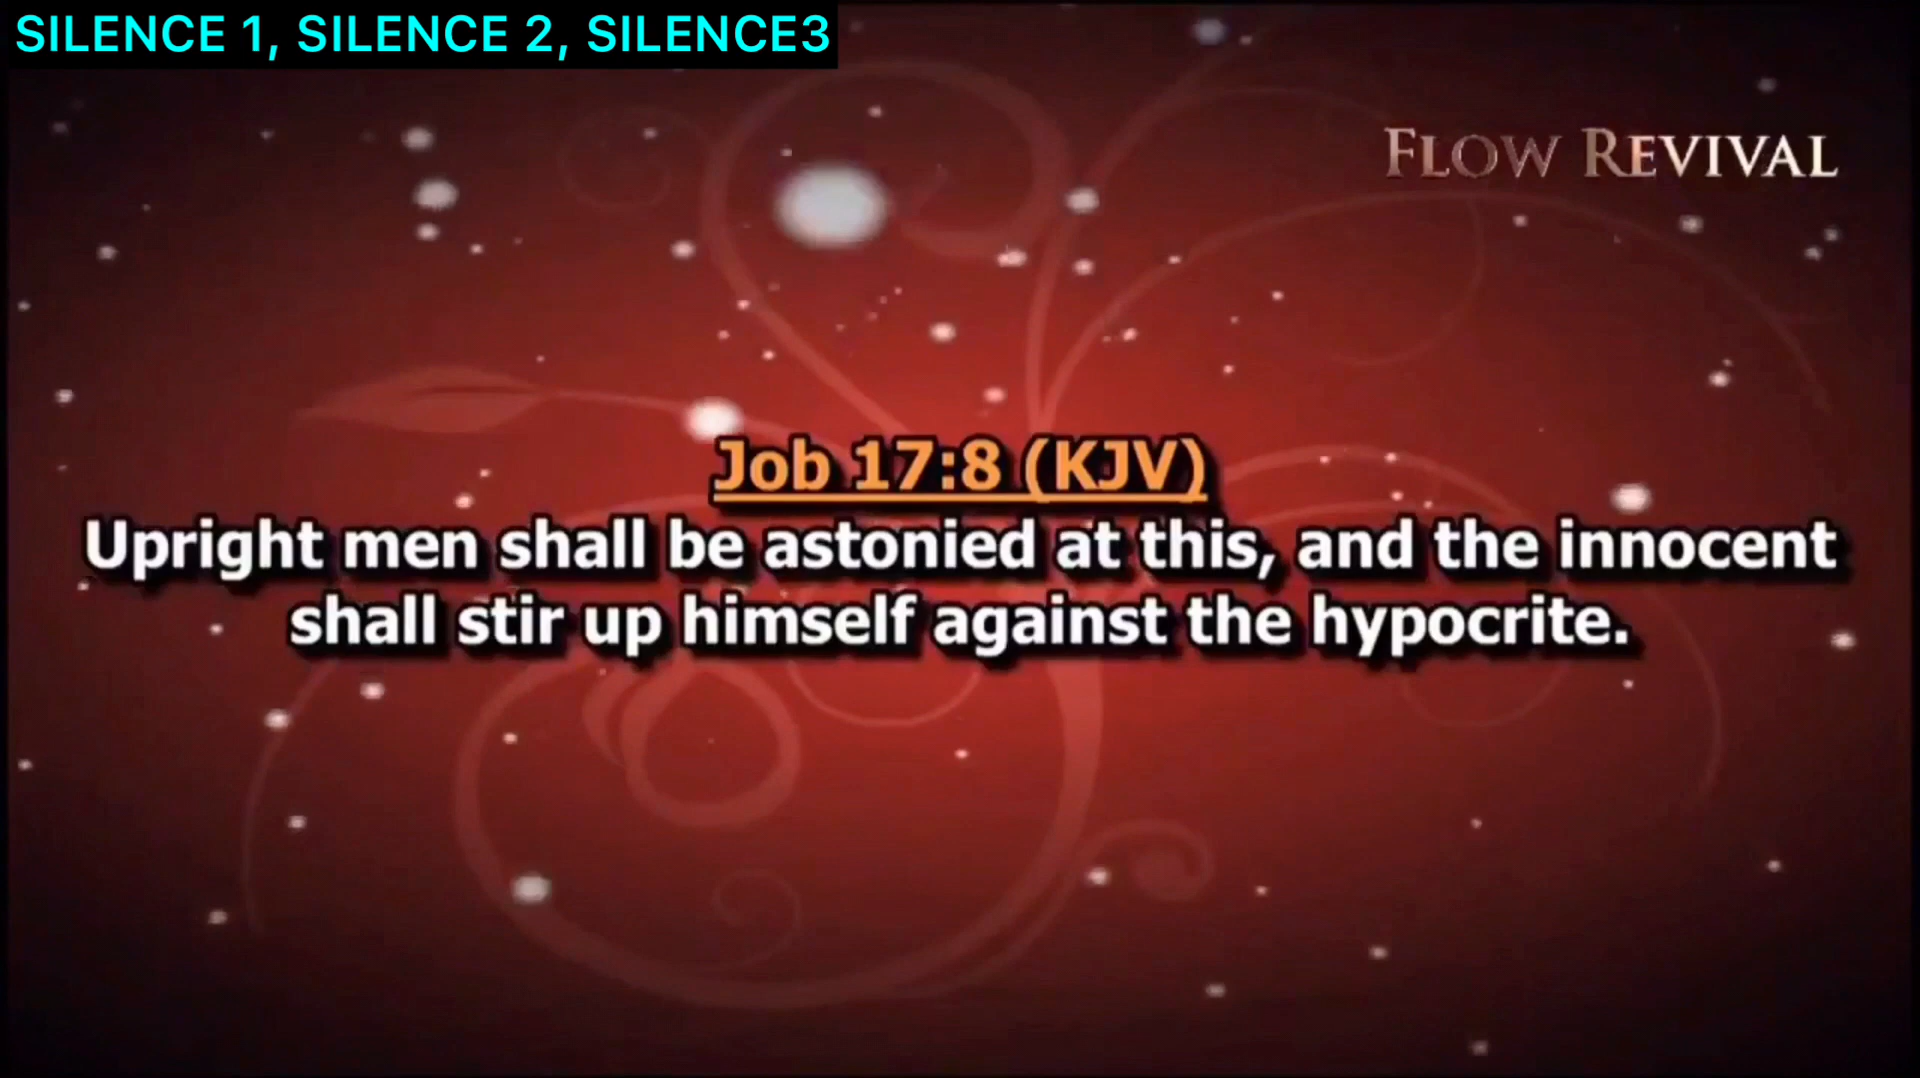 SILENCE 1, SILENCE 2, SILENCE3
FLOW REVIVAL
Job 17:8 (KJV)
Upright men shall be astonied at this, and the innocent
shall stir up himself against the hypocrite.